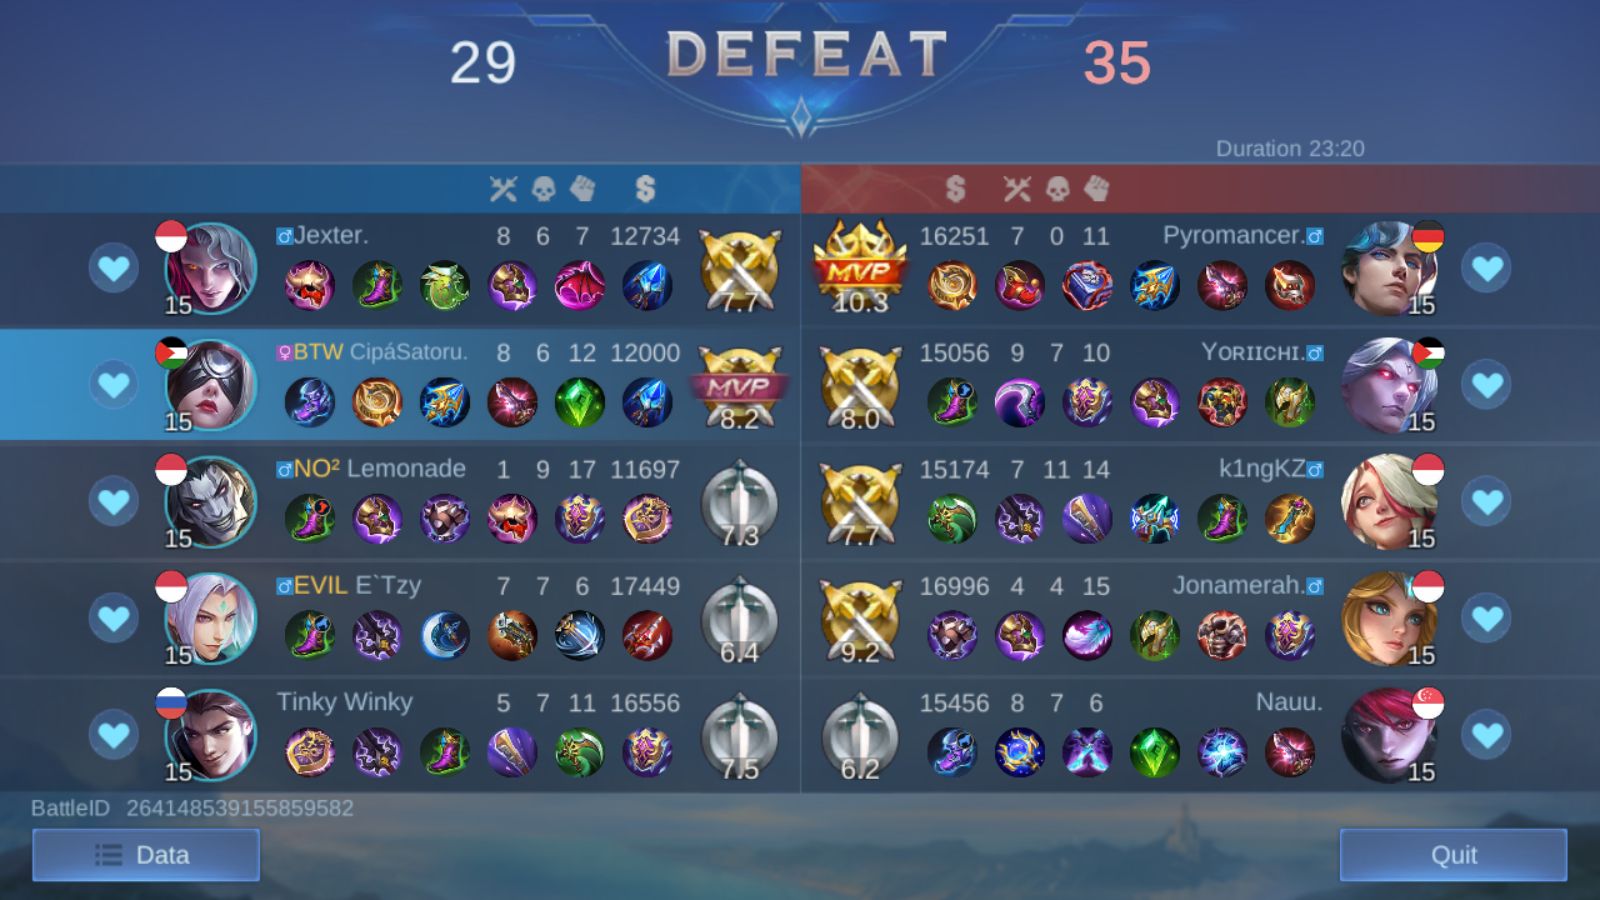 29 DEFEAT 35
Duration 23:20
Jexter. 8 6 7 12734
15 7.7
MVP 16251 7 0 11 Pyromancer.
10.3 15
BTW CipáSatoru. 8 6 12 12000
15 MVP 8.2
15056 9 7 10 YORIICHI.
8.0 15
NO² Lemonade 1 9 17 11697
15 7.3
15174 7 11 14 k1ngKZ
7.7 15
EVIL E`Tzy 7 7 6 17449
15 6.4
16996 4 4 15 Jonamerah.
9.2 15
Tinky Winky 5 7 11 16556
15 7.5
15456 8 7 6 Nauu.
6.2 15
BattleID 264148539155859582
Data Quit